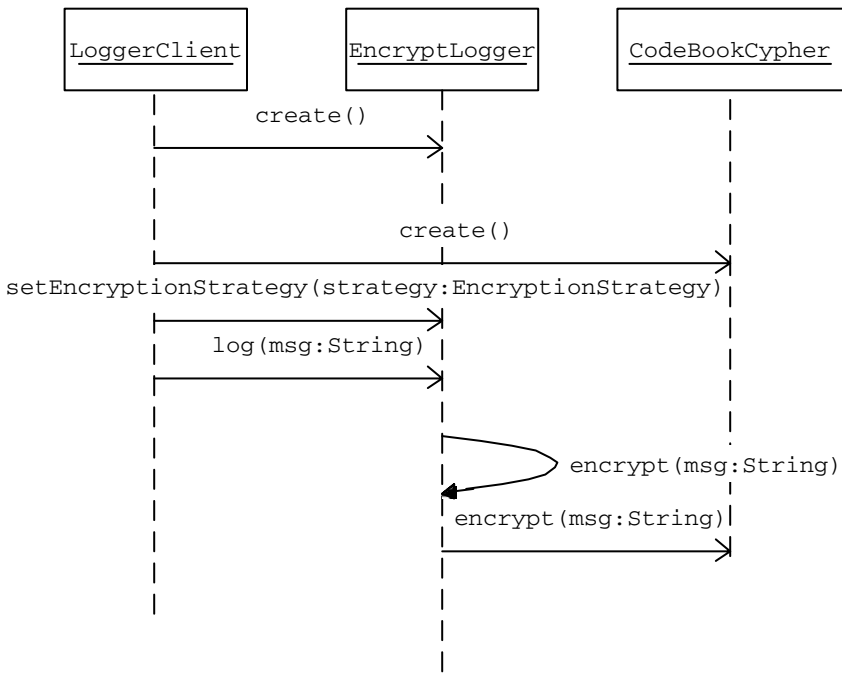 LoggerClient
EncryptLogger
CodeBookCypher
create()
create()
setEncryptionStrategy(strategy:EncryptionStrategy)
log(msg:String)
encrypt(msg:String)
encrypt(msg:String)